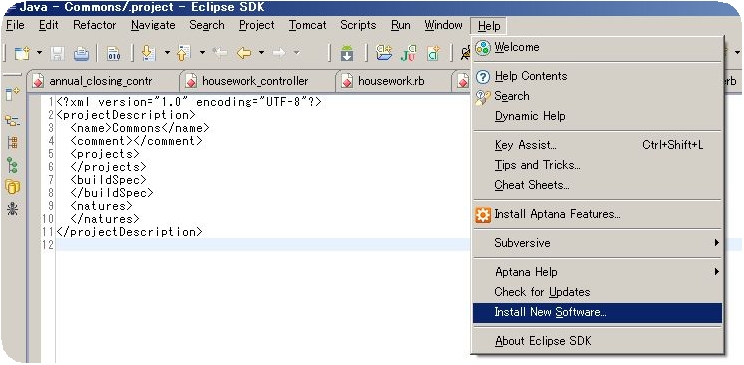 Java - Commons/.project - Eclipse SDK
File Edit Refactor Navigate Search Project Tomcat Scripts Run Window Help
annual_closing_contr housework_controller housework.rb
1 <?xml version="1.0" encoding="UTF-8"?>
2 <projectDescription>
3 <name>Commons</name>
4 <comment></comment>
5 <projects>
6 </projects>
7 <buildSpec>
8 </buildSpec>
9 <natures>
10 </natures>
11 </projectDescription>
12
Welcome
Help Contents
Search
Dynamic Help
Key Assist... Ctrl+Shift+L
Tips and Tricks...
Cheat Sheets...
Install Aptana Features...
Subversive
Aptana Help
Check for Updates
Install New Software...
About Eclipse SDK
erb